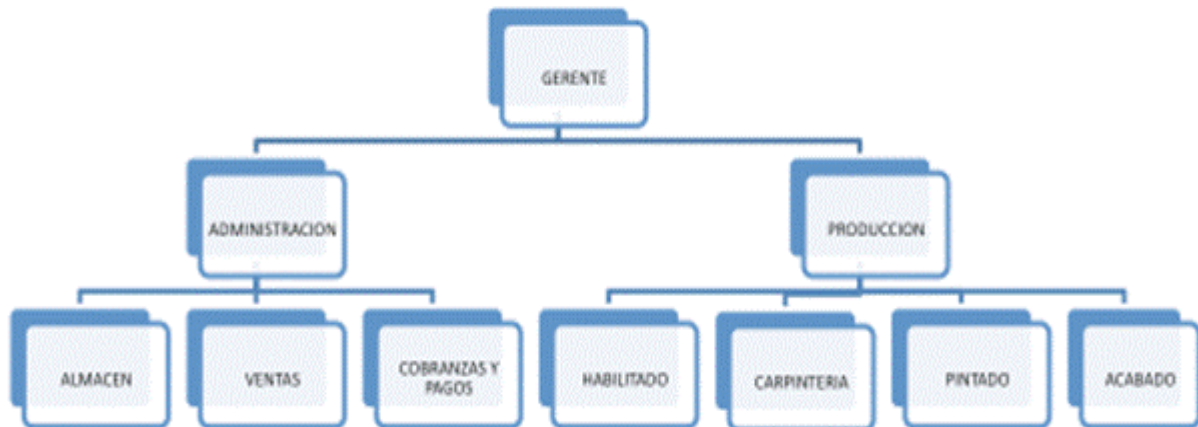 GERENTE
ADMINISTRACION
PRODUCCION
ALMACEN
VENTAS
COBRANZAS Y
PAGOS
HABILITADO
CARPINTERIA
PINTADO
ACABADO